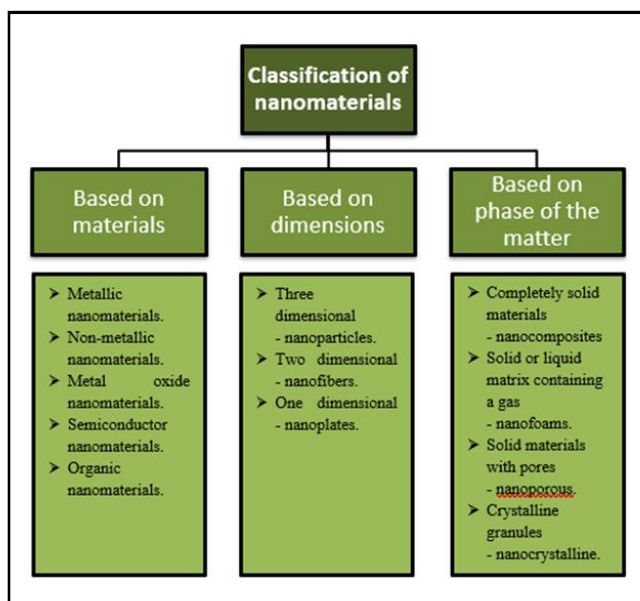 Classification of
nanomaterials
Based on
materials
Based on
dimensions
Based on
phase of the
matter
➢ Metallic
nanomaterials.
➢ Non-metallic
nanomaterials.
➢ Metal oxide
nanomaterials.
➢ Semiconductor
nanomaterials.
➢ Organic
nanomaterials.
➢ Three
dimensional
- nanoparticles.
➢ Two dimensional
- nanofibers.
➢ One dimensional
- nanoplates.
➢ Completely solid
materials
- nanocomposites
➢ Solid or liquid
matrix containing
a gas
- nanofoams.
➢ Solid materials
with pores
- nanoporous.
➢ Crystalline
granules
- nanocrystalline.